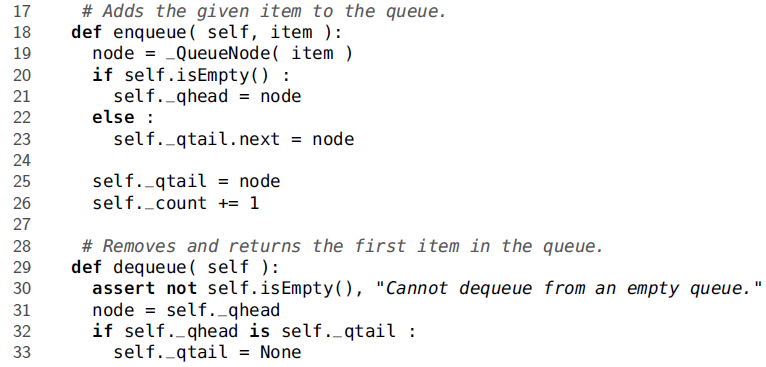 17 # Adds the given item to the queue.
18 def enqueue( self, item ):
19 node = _QueueNode( item )
20 if self.isEmpty() :
21 self._qhead = node
22 else :
23 self._qtail.next = node
24
25 self._qtail = node
26 self._count += 1
27
28 # Removes and returns the first item in the queue.
29 def dequeue( self ):
30 assert not self.isEmpty(), "Cannot dequeue from an empty queue."
31 node = self._qhead
32 if self._qhead is self._qtail :
33 self._qtail = None